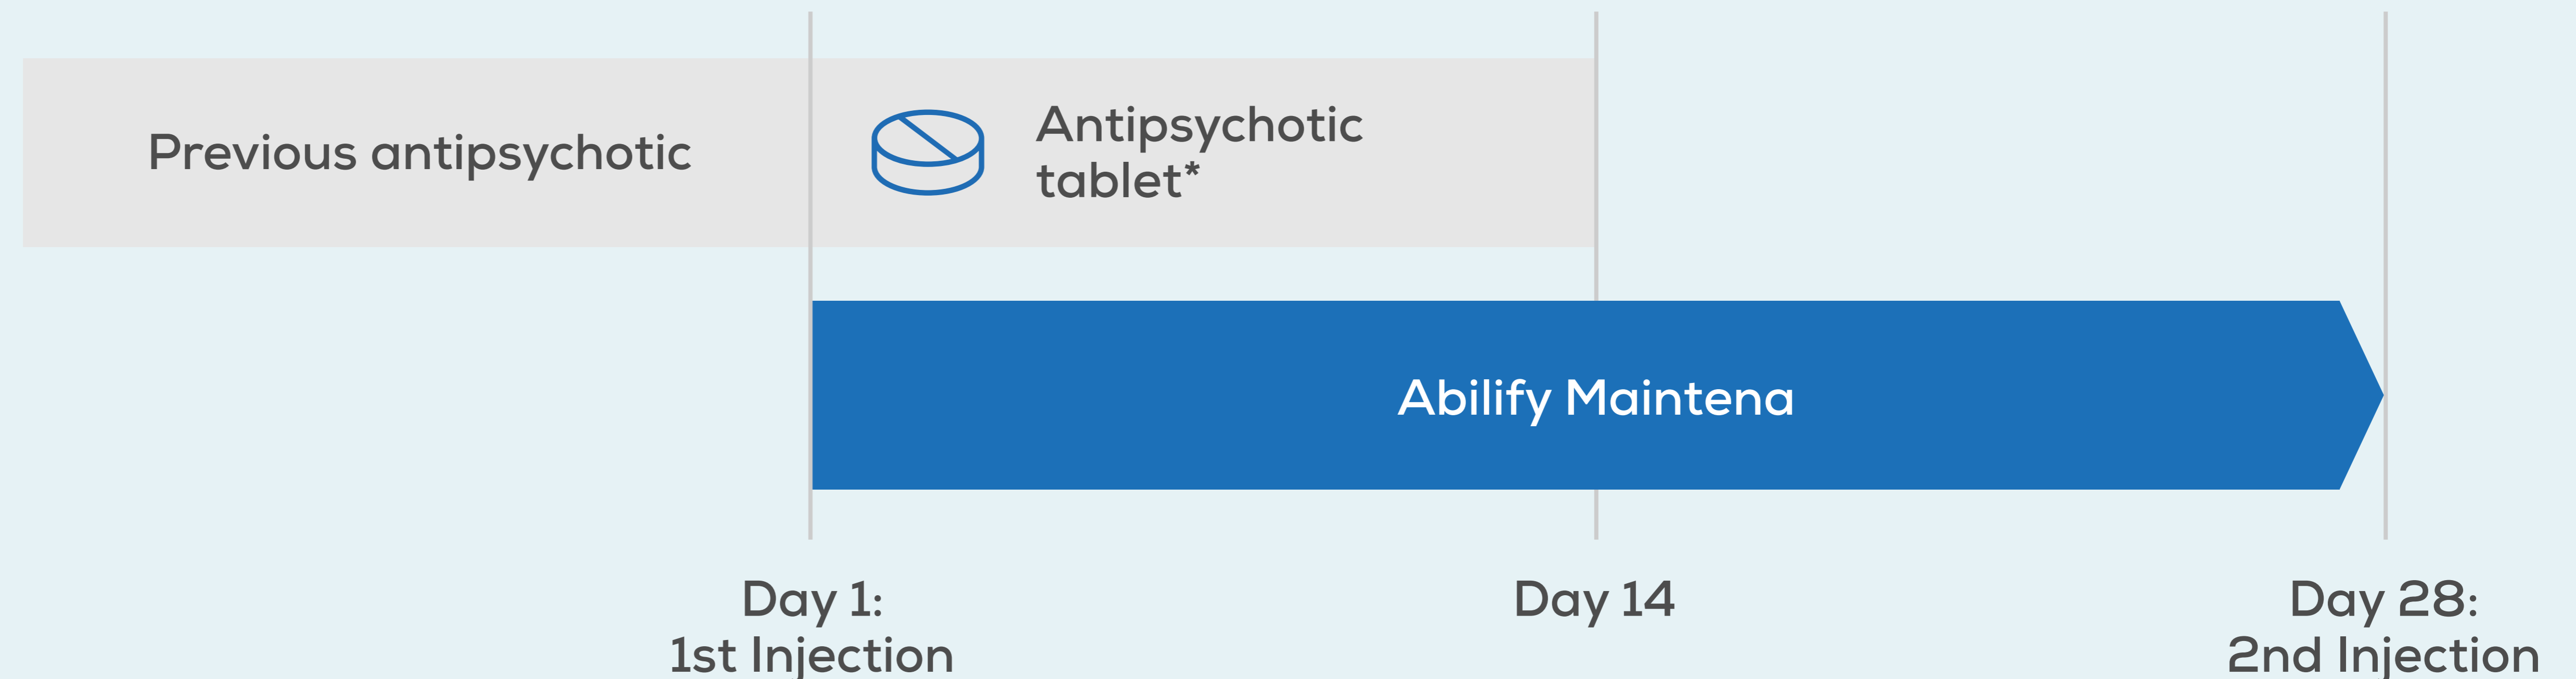 Previous antipsychotic
Antipsychotic
tablet*
Abilify Maintena
Day 1:
1st Injection
Day 14
Day 28:
2nd Injection